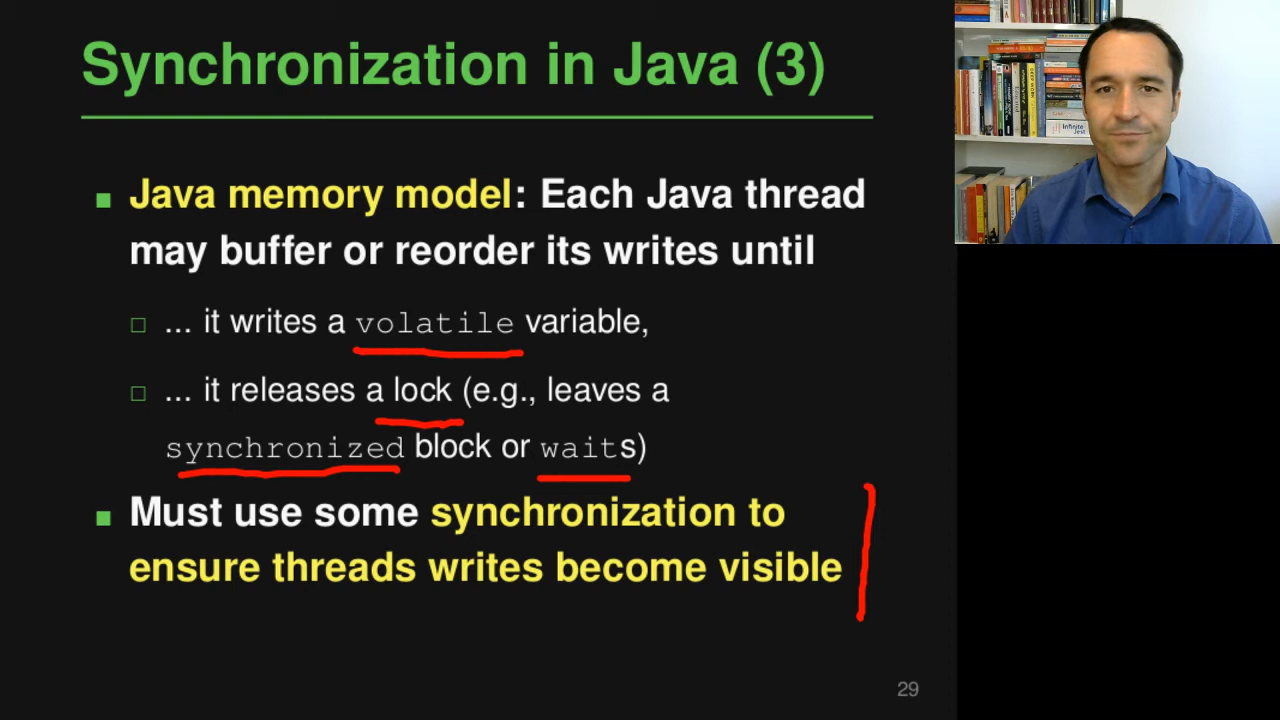 Synchronization in Java (3)
Java memory model: Each Java thread
may buffer or reorder its writes until
... it writes a volatile variable,
... it releases a lock (e.g., leaves a
synchronized block or waits)
Must use some synchronization to
ensure threads writes become visible
29
Infinite
Jest